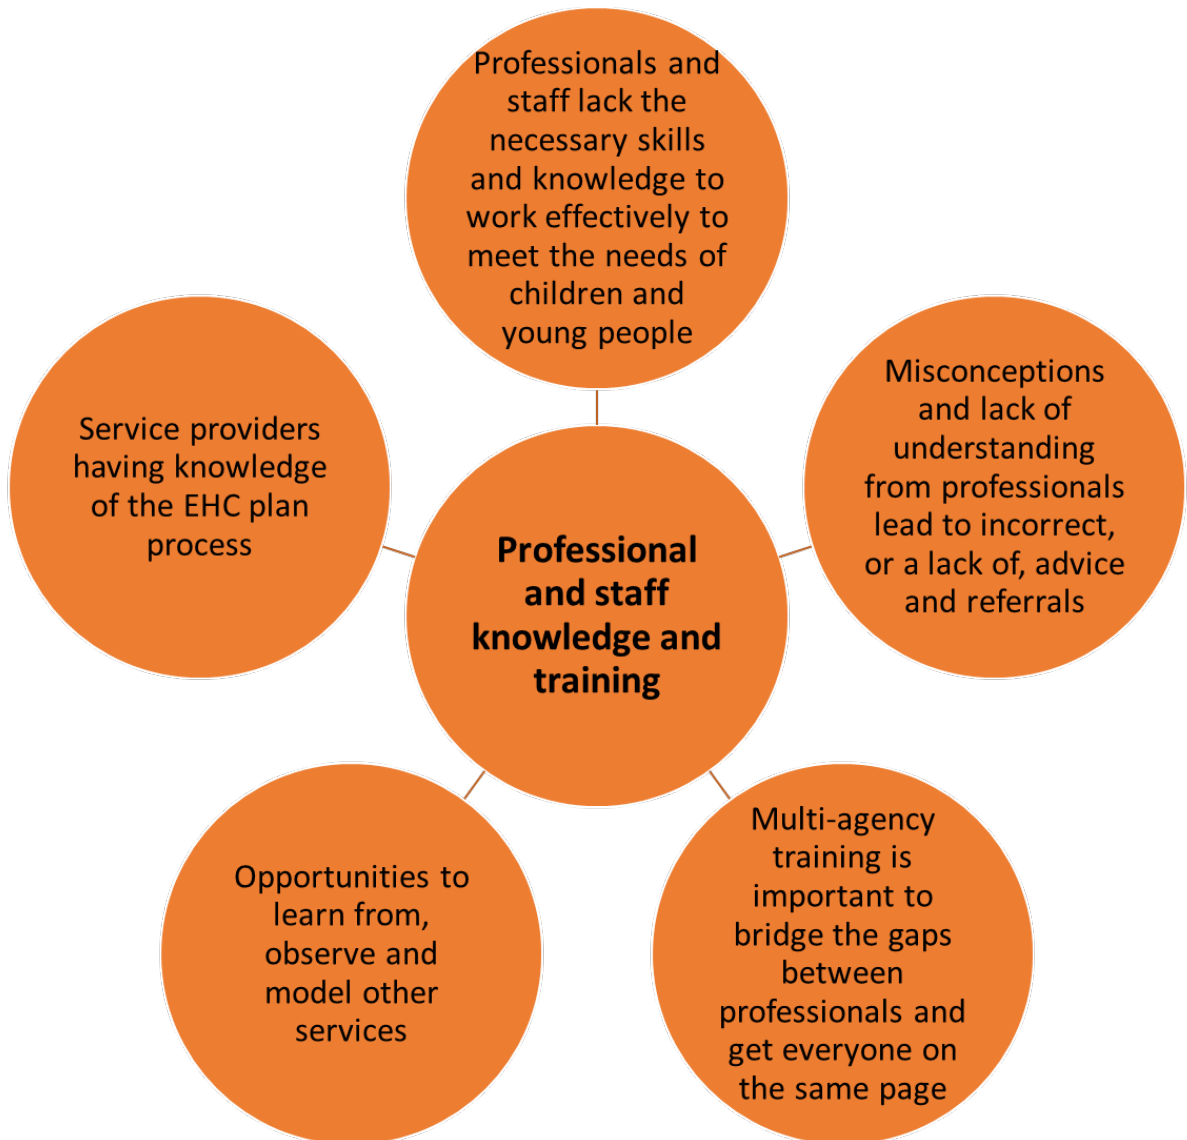 Professionals and
staff lack the
necessary skills
and knowledge to
work effectively to
meet the needs of
children and
young people
Misconceptions
and lack of
understanding
from professionals
lead to incorrect,
or a lack of, advice
and referrals
Multi-agency
training is
important to
bridge the gaps
between
professionals and
get everyone on
the same page
Opportunities to
learn from,
observe and
model other
services
Service providers
having knowledge
of the EHC plan
process
Professional
and staff
knowledge and
training